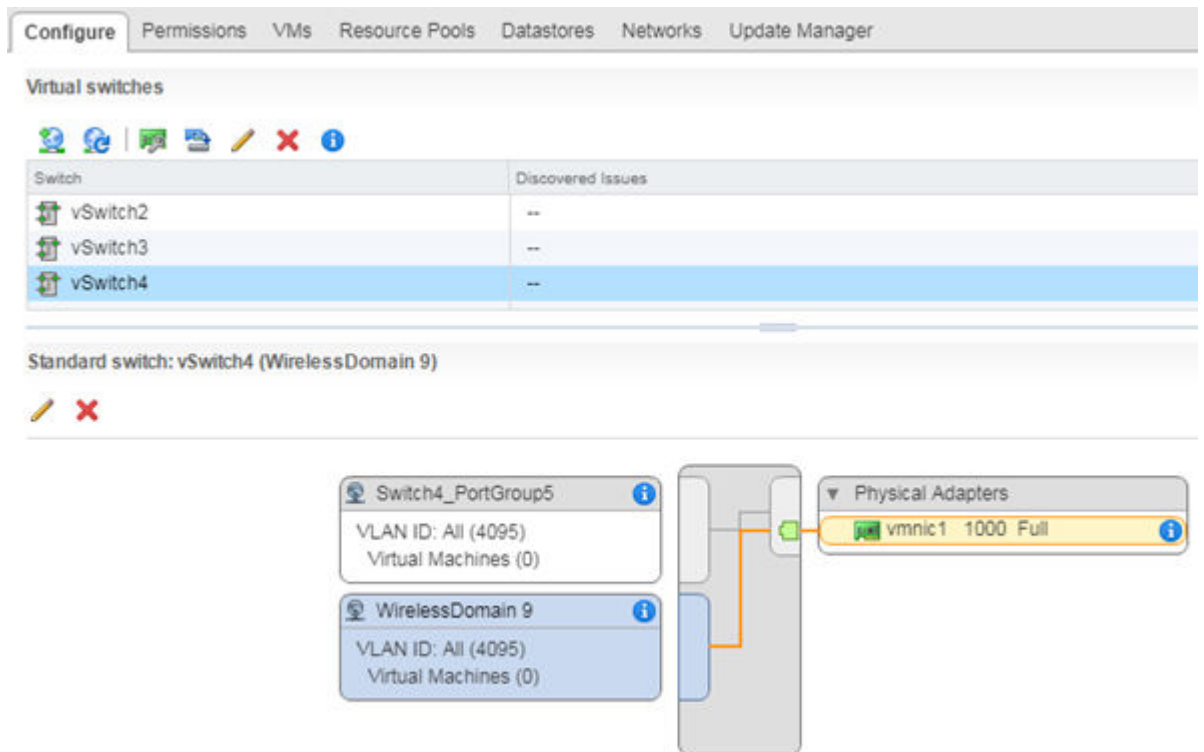 Configure Permissions VMs Resource Pools Datastores Networks Update Manager
Virtual switches
Switch Discovered Issues
vSwitch2 --
vSwitch3 --
vSwitch4 --
Standard switch: vSwitch4 (WirelessDomain 9)
Switch4_PortGroup5
VLAN ID: All (4095)
Virtual Machines (0)
WirelessDomain 9
VLAN ID: All (4095)
Virtual Machines (0)
Physical Adapters
vmnic1 1000 Full